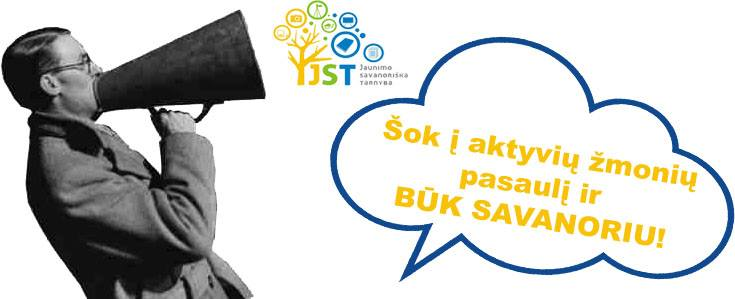 JST
Jaunimo
savanoriška
tarnyba
Šok į aktyvių žmonių
pasaulį ir
BŪK SAVANORIU!